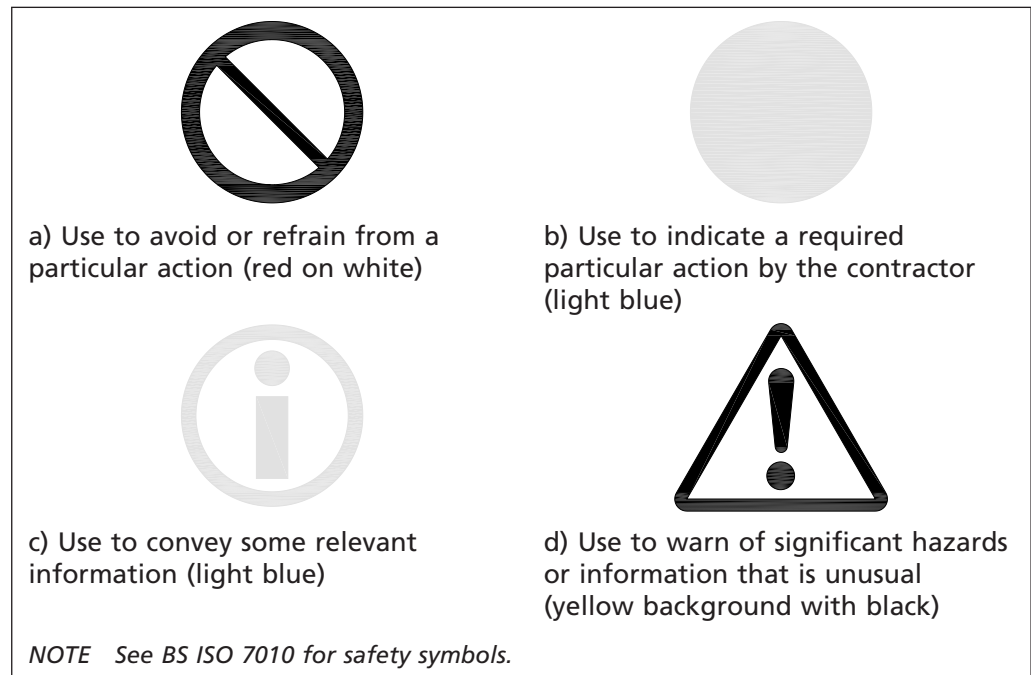 a) Use to avoid or refrain from a
particular action (red on white)
b) Use to indicate a required
particular action by the contractor
(light blue)
c) Use to convey some relevant
information (light blue)
d) Use to warn of significant hazards
or information that is unusual
(yellow background with black)
NOTE See BS ISO 7010 for safety symbols.